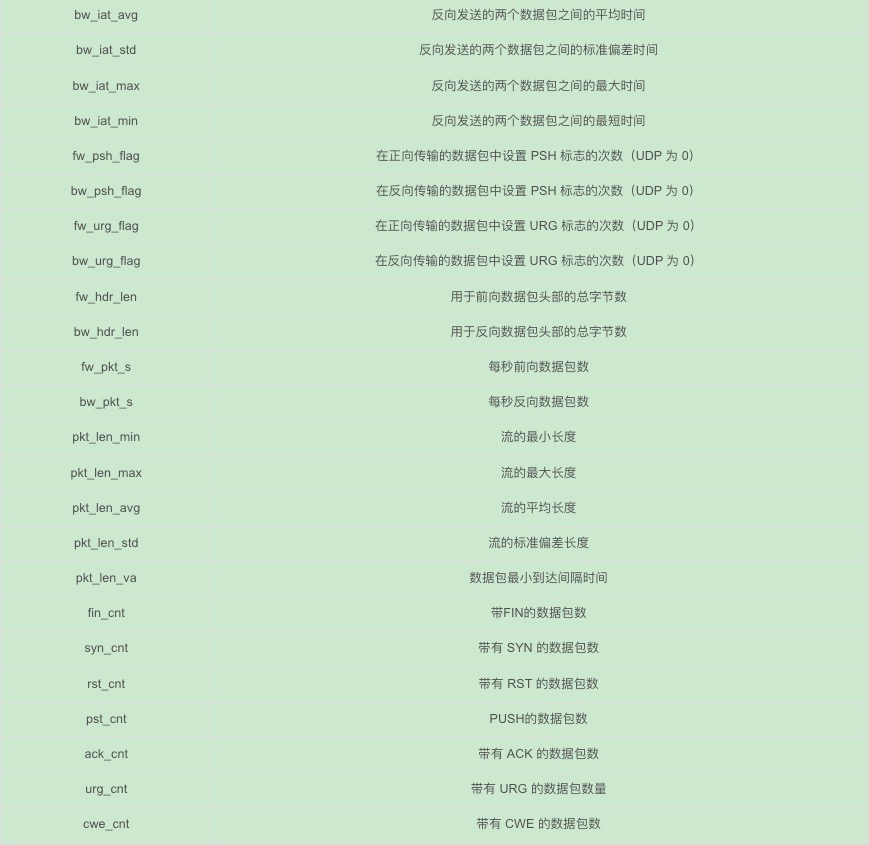 bw_iat_avg 反向发送的两个数据包之间的平均时间
bw_iat_std 反向发送的两个数据包之间的标准偏差时间
bw_iat_max 反向发送的两个数据包之间的最大时间
bw_iat_min 反向发送的两个数据包之间的最短时间
fw_psh_flag 在正向传输的数据包中设置 PSH 标志的次数（UDP 为 0）
bw_psh_flag 在反向传输的数据包中设置 PSH 标志的次数（UDP 为 0）
fw_urg_flag 在正向传输的数据包中设置 URG 标志的次数（UDP 为 0）
bw_urg_flag 在反向传输的数据包中设置 URG 标志的次数（UDP 为 0）
fw_hdr_len 用于前向数据包头部的总字节数
bw_hdr_len 用于反向数据包头部的总字节数
fw_pkt_s 每秒前向数据包数
bw_pkt_s 每秒反向数据包数
pkt_len_min 流的最小长度
pkt_len_max 流的最大长度
pkt_len_avg 流的平均长度
pkt_len_std 流的标准偏差长度
pkt_len_va 数据包最小到达间隔时间
fin_cnt 带FIN的数据包数
syn_cnt 带有 SYN 的数据包数
rst_cnt 带有 RST 的数据包数
pst_cnt PUSH的数据包数
ack_cnt 带有 ACK 的数据包数
urg_cnt 带有 URG 的数据包数量
cwe_cnt 带有 CWE 的数据包数